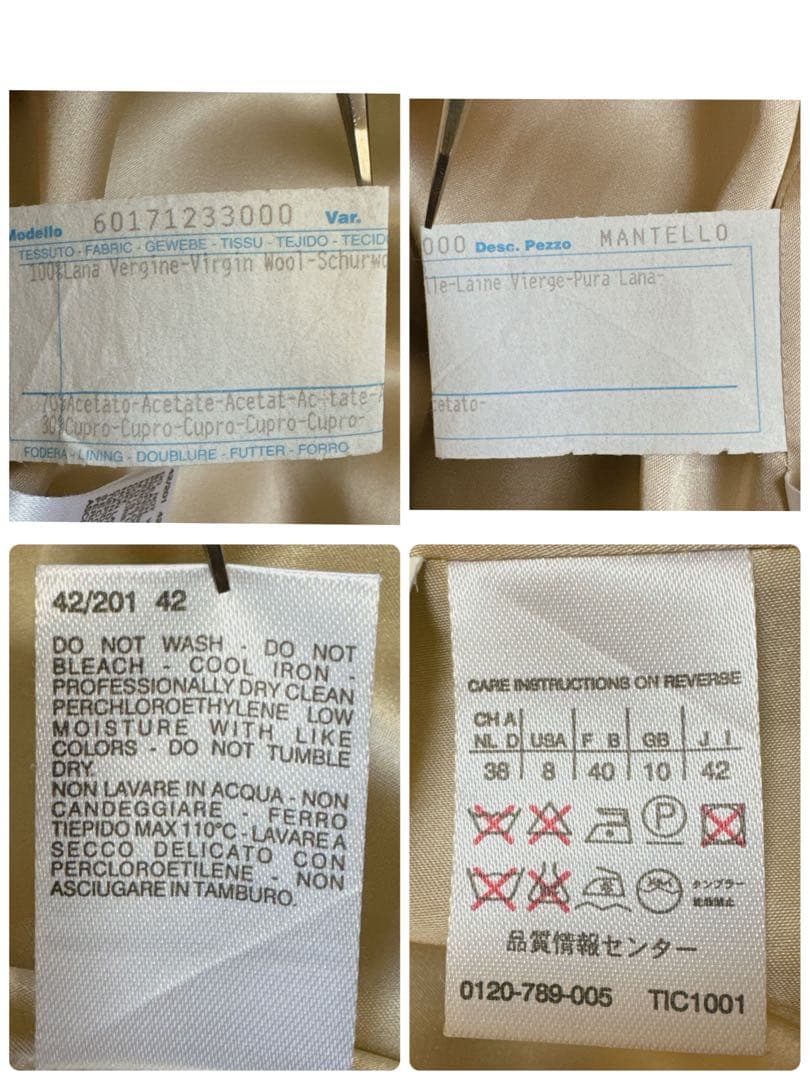 Modello 60171233000 Var.
TESSUTO - FABRIC - GEWEBE - TISSU - TEJIDO - TECID
100%Lana Vergine-Virgin Wool-Schurwo
70%Acetato-Acetate-Acetat-Acetate-A
30%Cupro-Cupro-Cupro-Cupro-Cupro-
FODERA - LINING - DOUBLURE - FUTTER - FORRO
000 Desc. Pezzo MANTELLO
lle-Laine Vierge-Pura Lana-
cetato-
42/201 42
DO NOT WASH - DO NOT
BLEACH - COOL IRON -
PROFESSIONALLY DRY CLEAN
PERCHLOROETHYLENE LOW
MOISTURE WITH LIKE
COLORS - DO NOT TUMBLE
DRY.
NON LAVARE IN ACQUA - NON
CANDEGGIARE - FERRO
TIEPIDO MAX 110°C - LAVARE A
SECCO DELICATO CON
PERCLOROETILENE - NON
ASCIUGARE IN TAMBURO.
CARE INSTRUCTIONS ON REVERSE
CH A
NL D USA F B GB J I
38 8 40 10 42
P
タンブラー
乾燥禁止
品質情報センター
0120-789-005 TIC1001